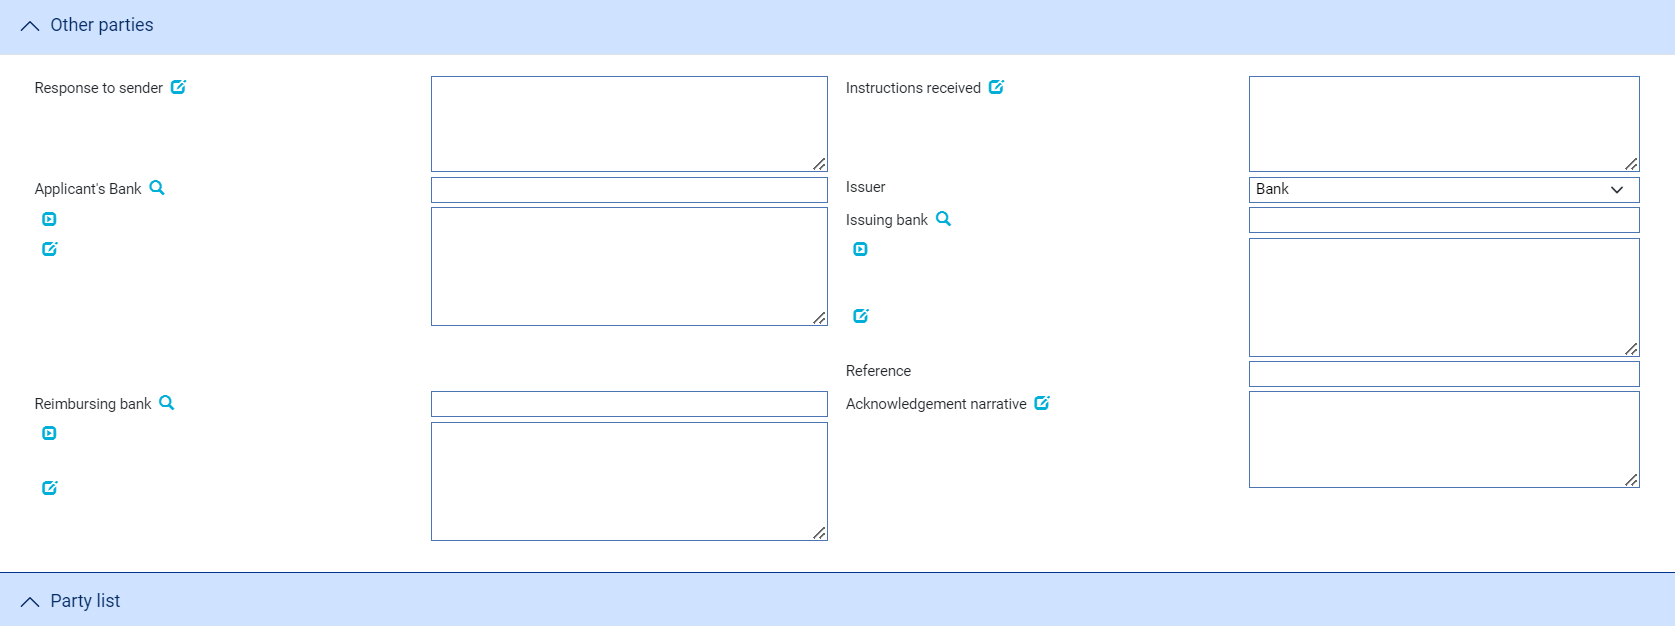 Other parties
Response to sender
Instructions received
Applicant's Bank
Issuer
Bank
Issuing bank
Reference
Reimbursing bank
Acknowledgement narrative
Party list